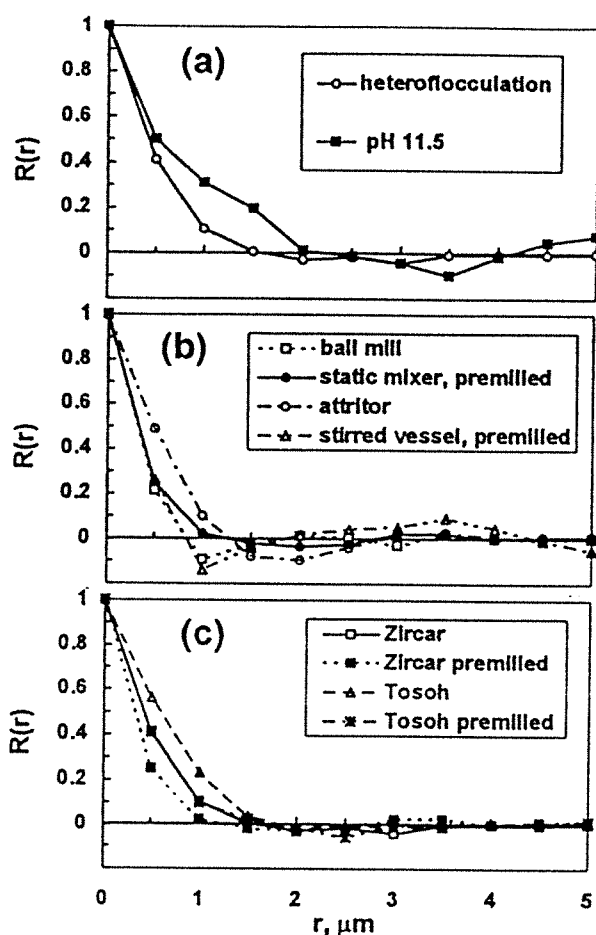 1
(a)
heteroflocculation
0.8
0.6
pH 11.5
R(r)
0.4
0.2
0
1
(b)
ball mill
0.8
static mixer, premilled
attritor
0.6
stirred vessel, premilled
R(r)
0.4
0.2
0
1
(c)
Zircar
0.8
Zircar premilled
0.6
Tosoh
Tosoh premilled
R(r)
0.4
0.2
0
0 1 2 3 4 5
r, μm